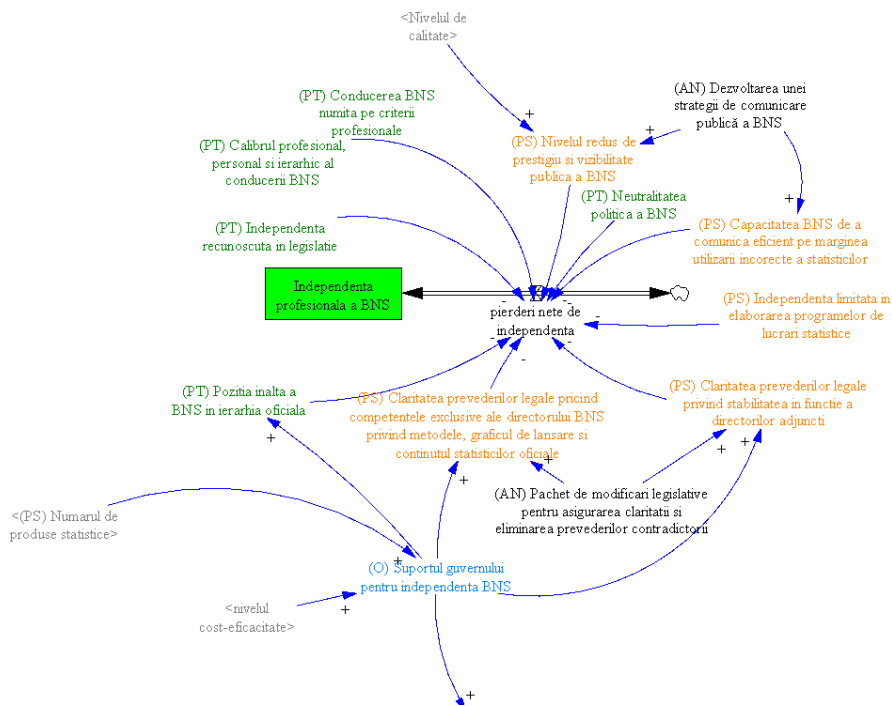 <Nivelul de
calitate>
(AN) Dezvoltarea unei
strategii de comunicare
publică a BNS
(PT) Conducerea BNS
numita pe criterii
profesionale
(PT) Calibrul profesional,
personal si ierarhic al
conducerii BNS
(PS) Nivelul redus de
prestigiu si vizibilitate
publica a BNS
(PT) Neutralitatea
politica a BNS
(PT) Independenta
recunoscuta in legislatie
(PS) Capacitatea BNS de a
comunica eficient pe marginea
utilizarii incorecte a statisticilor
Independenta
profesionala a BNS
pierderi nete de
independenta
(PS) Independenta limitata in
elaborarea programelor de
lucrari statistice
(PT) Pozitia inalta a
BNS in ierarhia oficiala
(PS) Claritatea prevederilor legale pricind
competentele exclusive ale directorului BNS
privind metodele, graficul de lansare si
continutul statisticilor oficiale
(PS) Claritatea prevederilor legale
privind stabilitatea in functie a
directorilor adjuncti
(AN) Pachet de modificari legislative
pentru asigurarea claritatii si
eliminarea prevederilor contradictorii
<(PS) Numarul de
produse statistice>
(O) Suportul guvernului
pentru independenta BNS
<nivelul
cost-eficacitate>